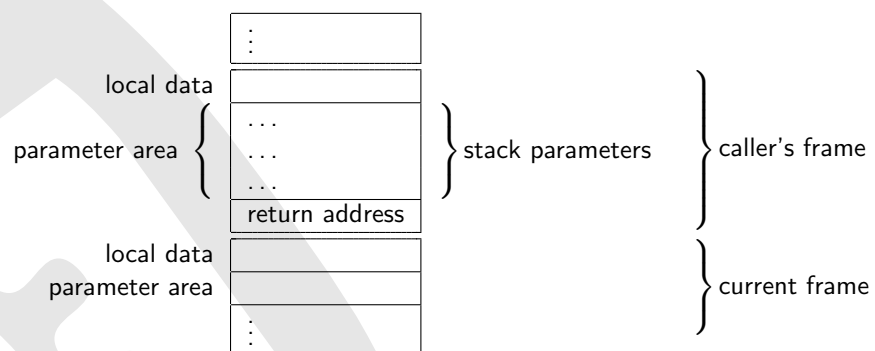 ⋮
local data
. . .
parameter area
. . .
stack parameters
caller's frame
. . .
return address
local data
parameter area
current frame
⋮